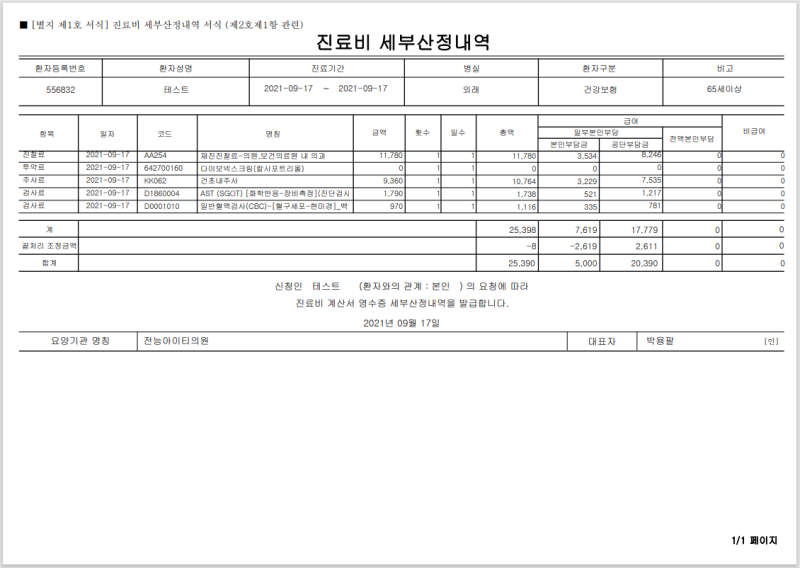 ■ [별지 제1호 서식] 진료비 세부산정내역 서식 (제2호제1항 관련)
진료비 세부산정내역
환자등록번호 환자성명 진료기간 병실 환자구분 비고
556832 테스트 2021-09-17 ~ 2021-09-17 외래 건강보험 65세이상
급여
항목 일자 코드 명칭 금액 횟수 일수 총액 일부본인부담 전액본인부담 비급여
본인부담금 공단부담금
진찰료 2021-09-17 AA254 재진진찰료-의원,보건의료원 내 의과 11,780 1 1 11,780 3,534 8,246 0 0
투약료 2021-09-17 642700160 다이보넥스크림(칼시포트리올) 0 1 1 0 0 0 0 0
주사료 2021-09-17 KK062 건초내주사 9,360 1 1 10,764 3,229 7,535 0 0
검사료 2021-09-17 D1860004 AST (SGOT) [화학반응-장비측정](진단검사 1,790 1 1 1,738 521 1,217 0 0
검사료 2021-09-17 D0001010 일반혈액검사(CBC)-[혈구세포-현미경]_백 970 1 1 1,116 335 781 0 0
계 25,398 7,619 17,779 0 0
끝처리 조정금액 -8 -2,619 2,611 0 0
합계 25,390 5,000 20,390 0 0
신청인 테스트 (환자와의 관계 : 본인 ) 의 요청에 따라
진료비 계산서 영수증 세부산정내역을 발급합니다.
2021년 09월 17일
요양기관 명칭 전능아이티의원 대표자 박용팔 [인]
1/1 페이지